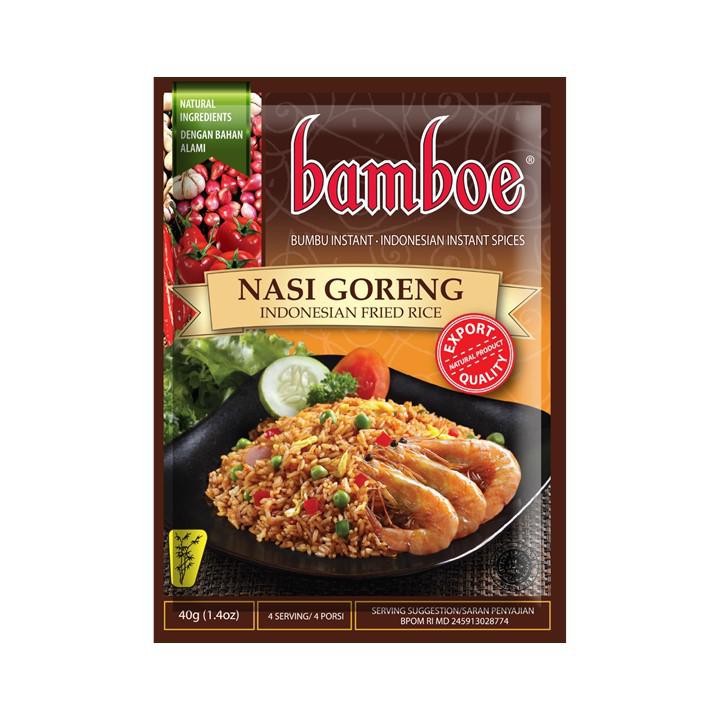 NATURAL
INGREDIENTS
DENGAN BAHAN
ALAMI
bamboe®
BUMBU INSTANT · INDONESIAN INSTANT SPICES
NASI GORENG
INDONESIAN FRIED RICE
EXPORT
NATURAL PRODUCT
QUALITY
40g (1.4oz)
4 SERVING/ 4 PORSI
SERVING SUGGESTION/SARAN PENYAJIAN
BPOM RI MD 245913028774